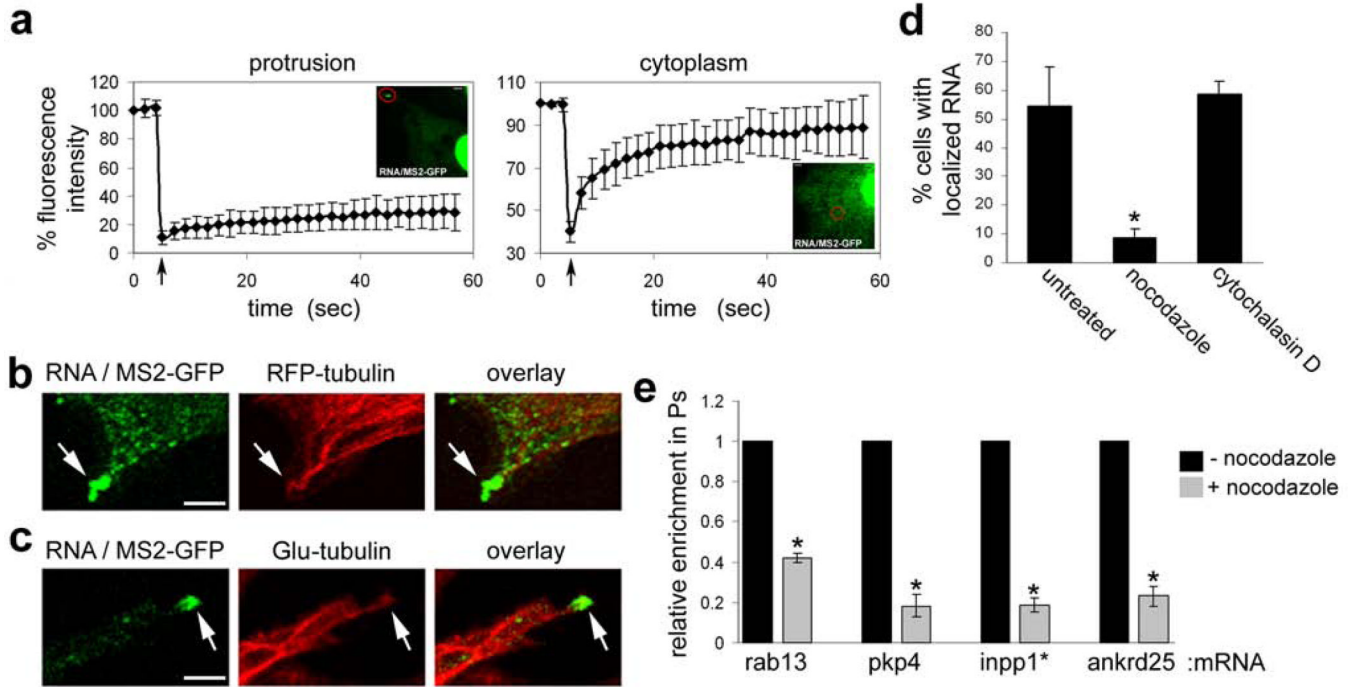 a
protrusion
% fluorescence
intensity
120
100
80
60
40
20
0
0
20
40
60
time (sec)
RNA/MS2-GFP
cytoplasm
110
90
70
50
30
0
20
40
60
time (sec)
RNA/MS2-GFP
b
RNA / MS2-GFP
RFP-tubulin
overlay
c
RNA / MS2-GFP
Glu-tubulin
overlay
d
% cells with
localized RNA
80
70
60
50
40
30
20
10
0
*
untreated
nocodazole
cytochalasin D
e
relative enrichment in Ps
1.2
1
0.8
0.6
0.4
0.2
0
*
*
*
*
rab13
pkp4
inpp1*
ankrd25
:mRNA
- nocodazole
+ nocodazole